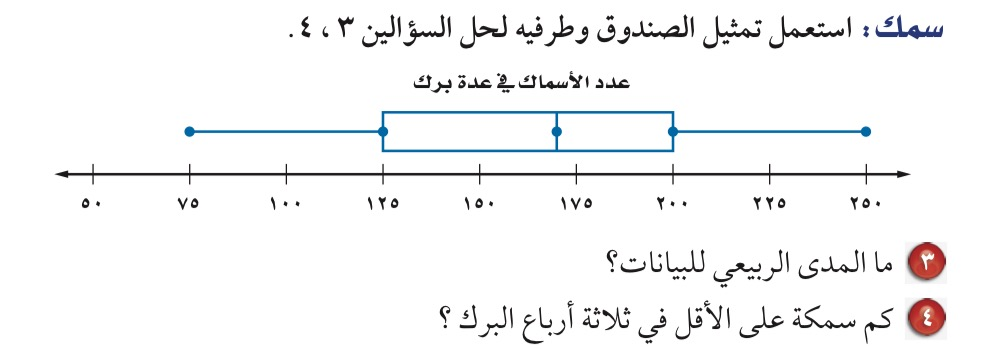 سمك: استعمل تمثيل الصندوق وطرفيه لحل السؤالين ٣ ، ٤ .
عدد الأسماك في عدة برك
٥٠ ٧٥ ١٠٠ ١٢٥ ١٥٠ ١٧٥ ٢٠٠ ٢٢٥ ٢٥٠
٣ ما المدى الربيعي للبيانات؟
٤ كم سمكة على الأقل في ثلاثة أرباع البرك ؟